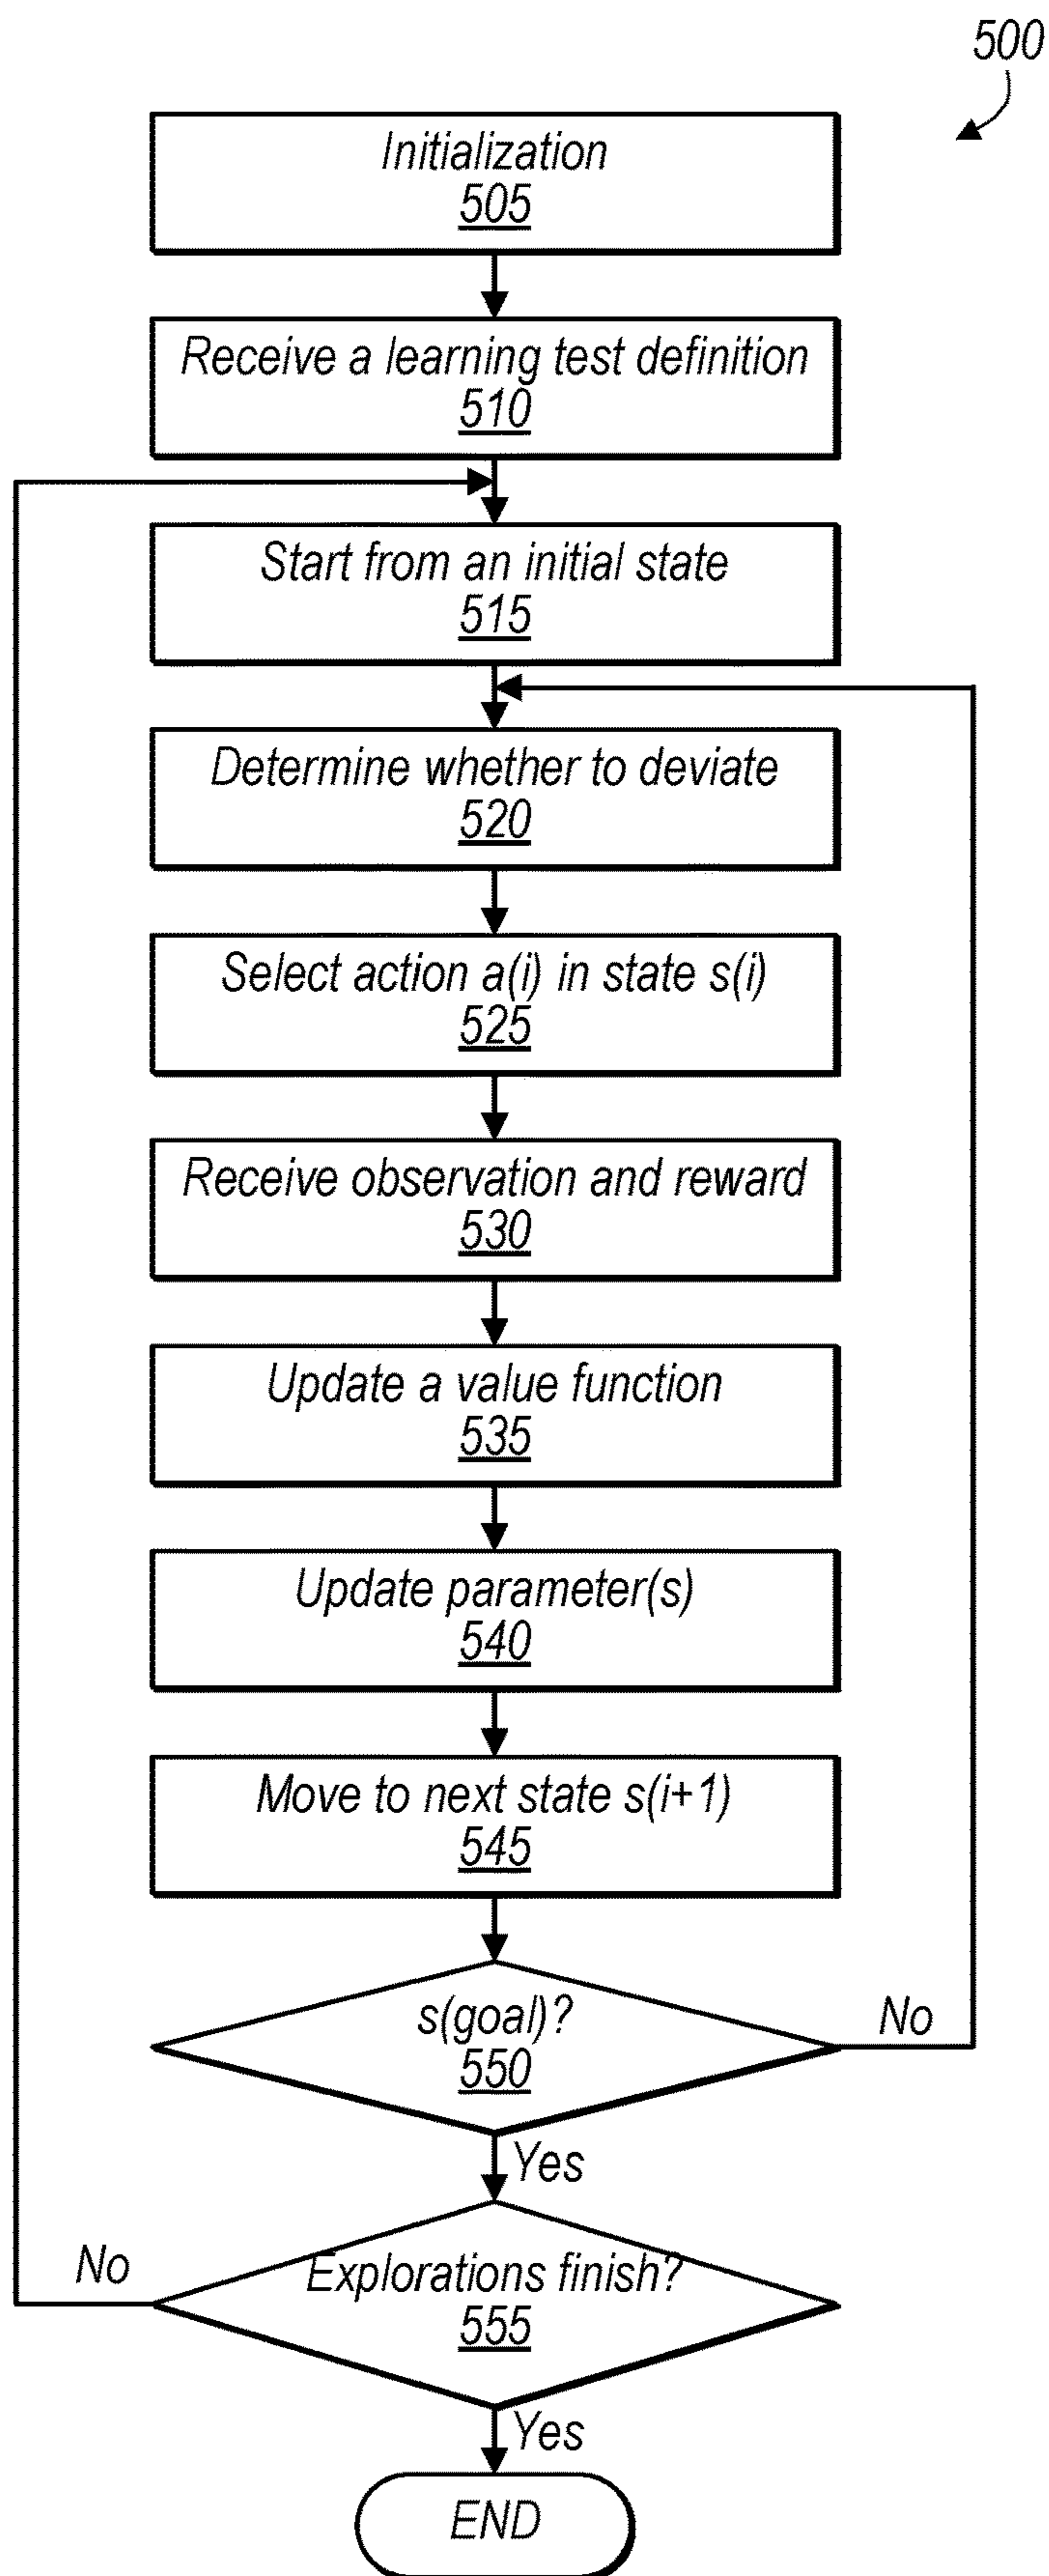 500
Initialization
505
Receive a learning test definition
510
Start from an initial state
515
Determine whether to deviate
520
Select action a(i) in state s(i)
525
Receive observation and reward
530
Update a value function
535
Update parameter(s)
540
Move to next state s(i+1)
545
s(goal)?
550
No
Yes
No
Explorations finish?
555
Yes
END